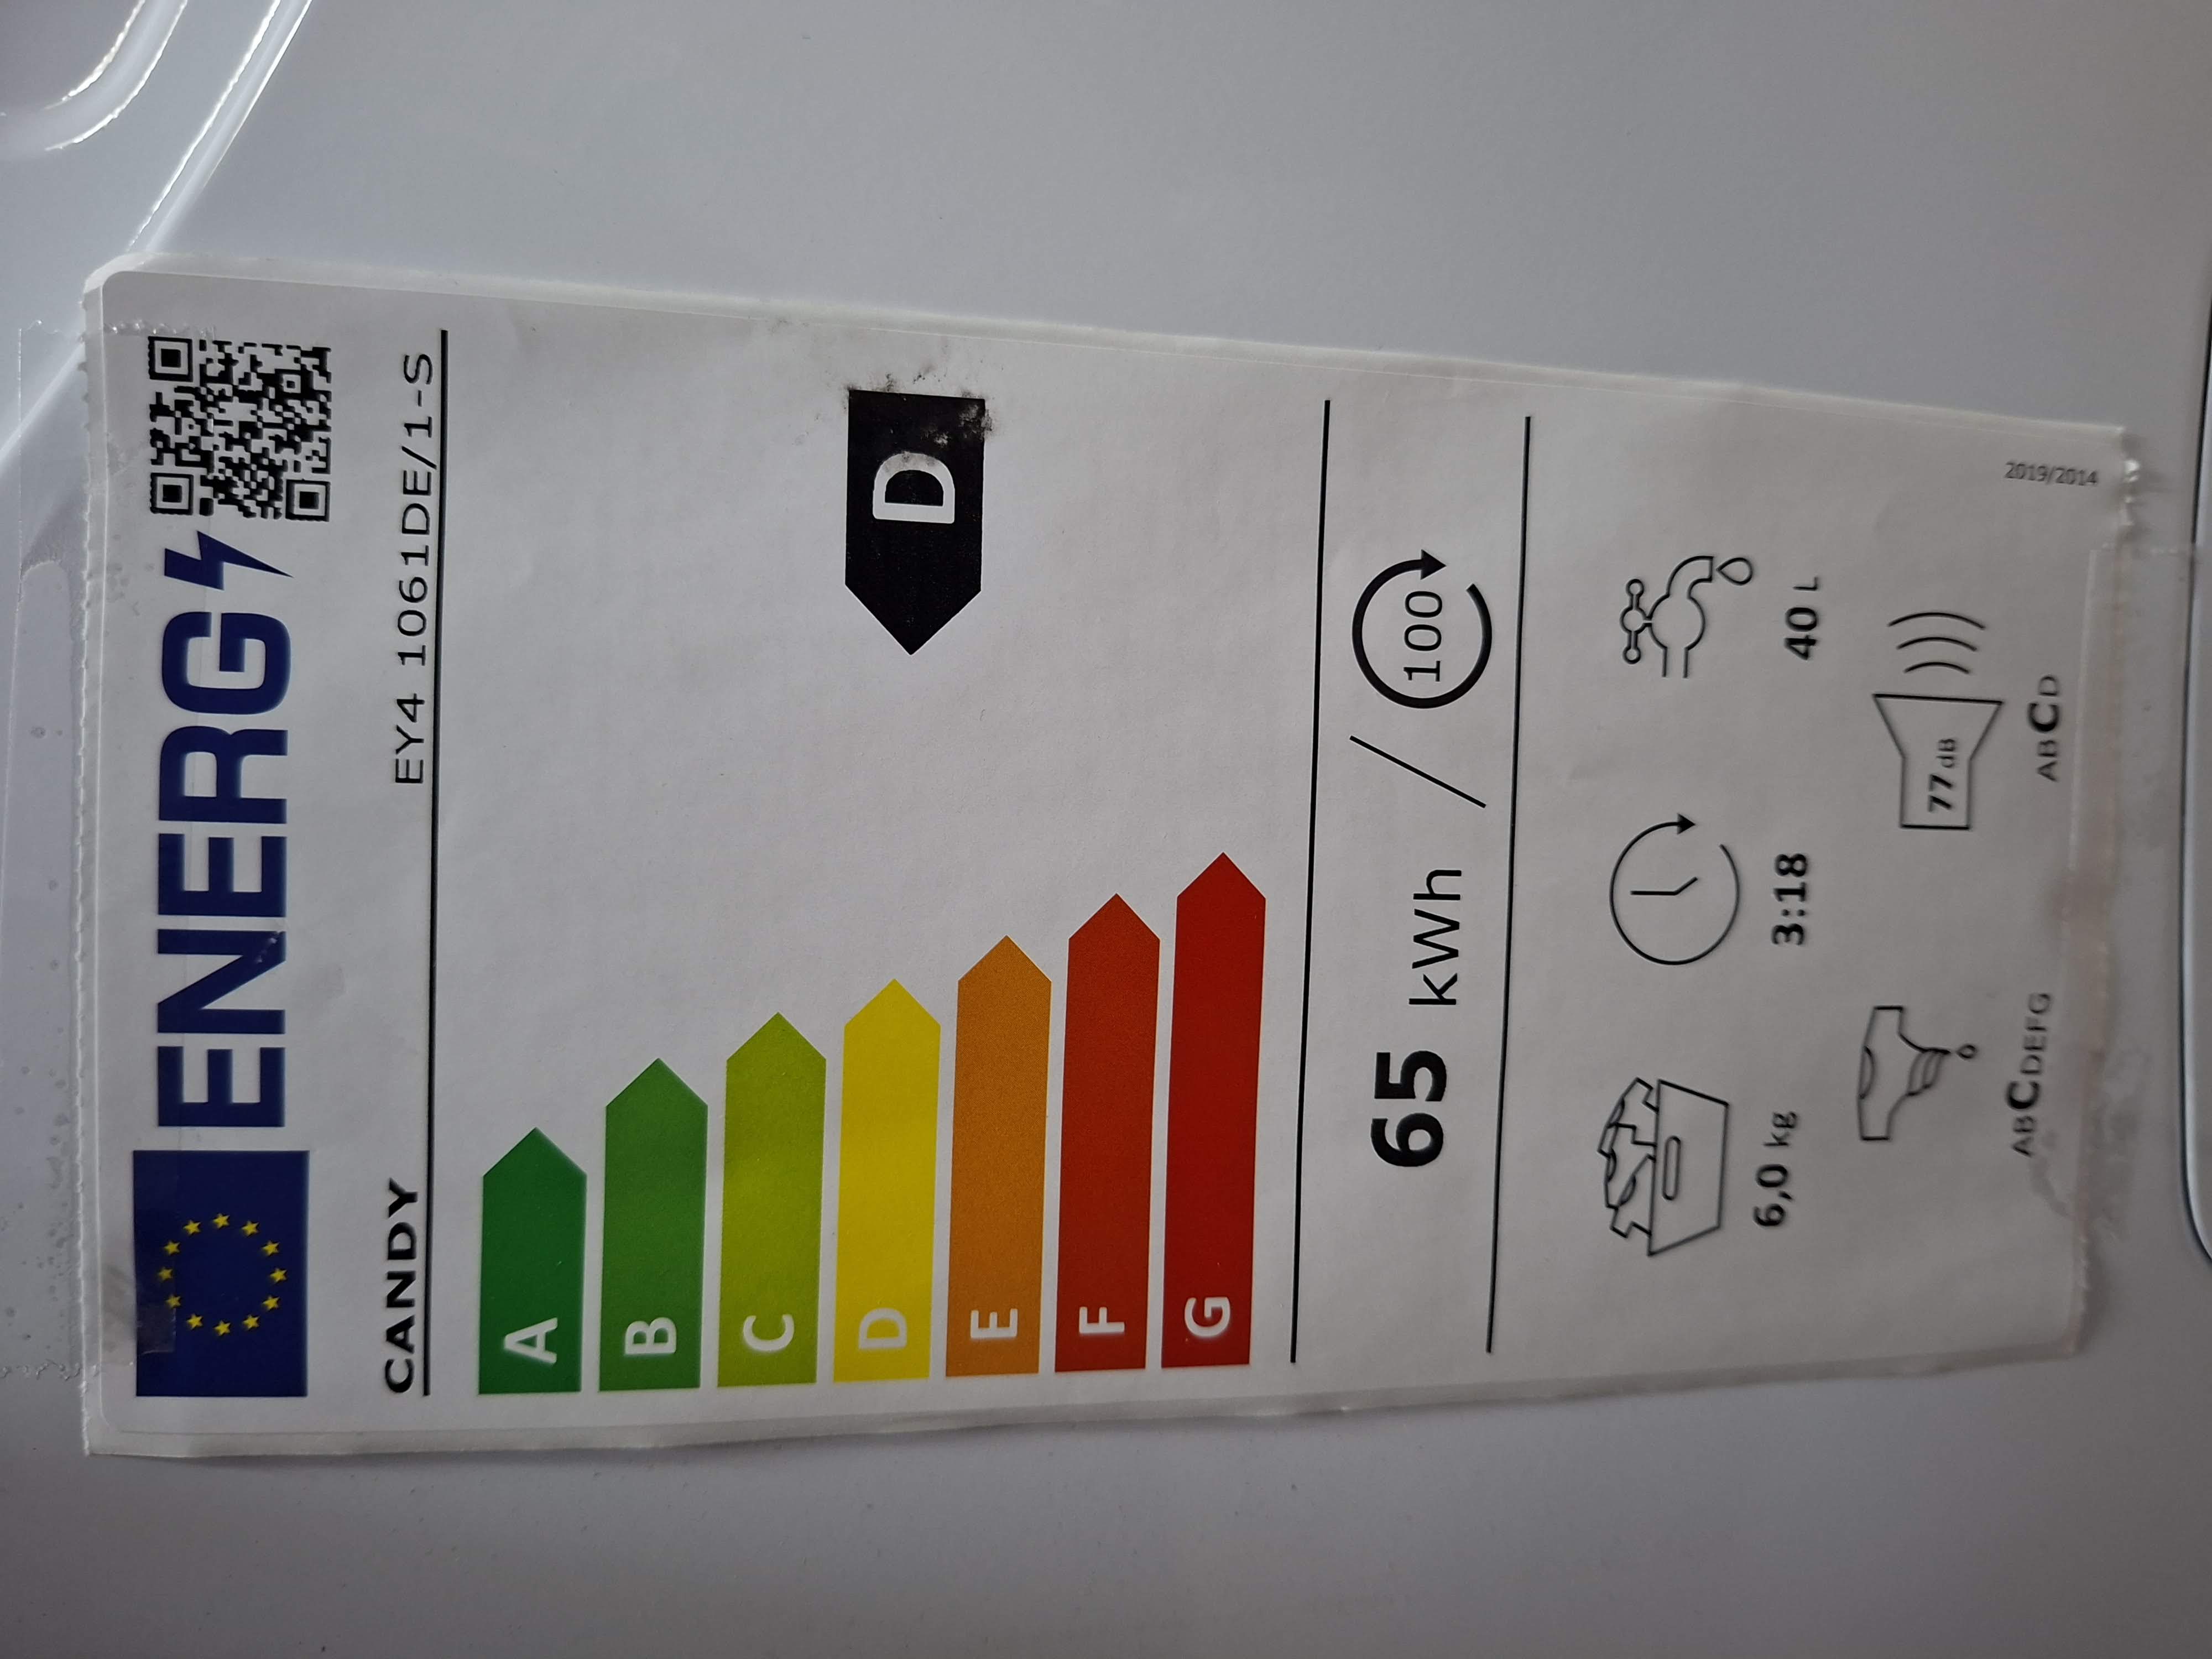 ENERG
CANDY EY4 1061DE/1-S
A
B
C
D D
E
F
G
65 kWh / 100
6,0 kg 3:18 40 L
77 dB
ABCDEFG ABCD
2019/2014